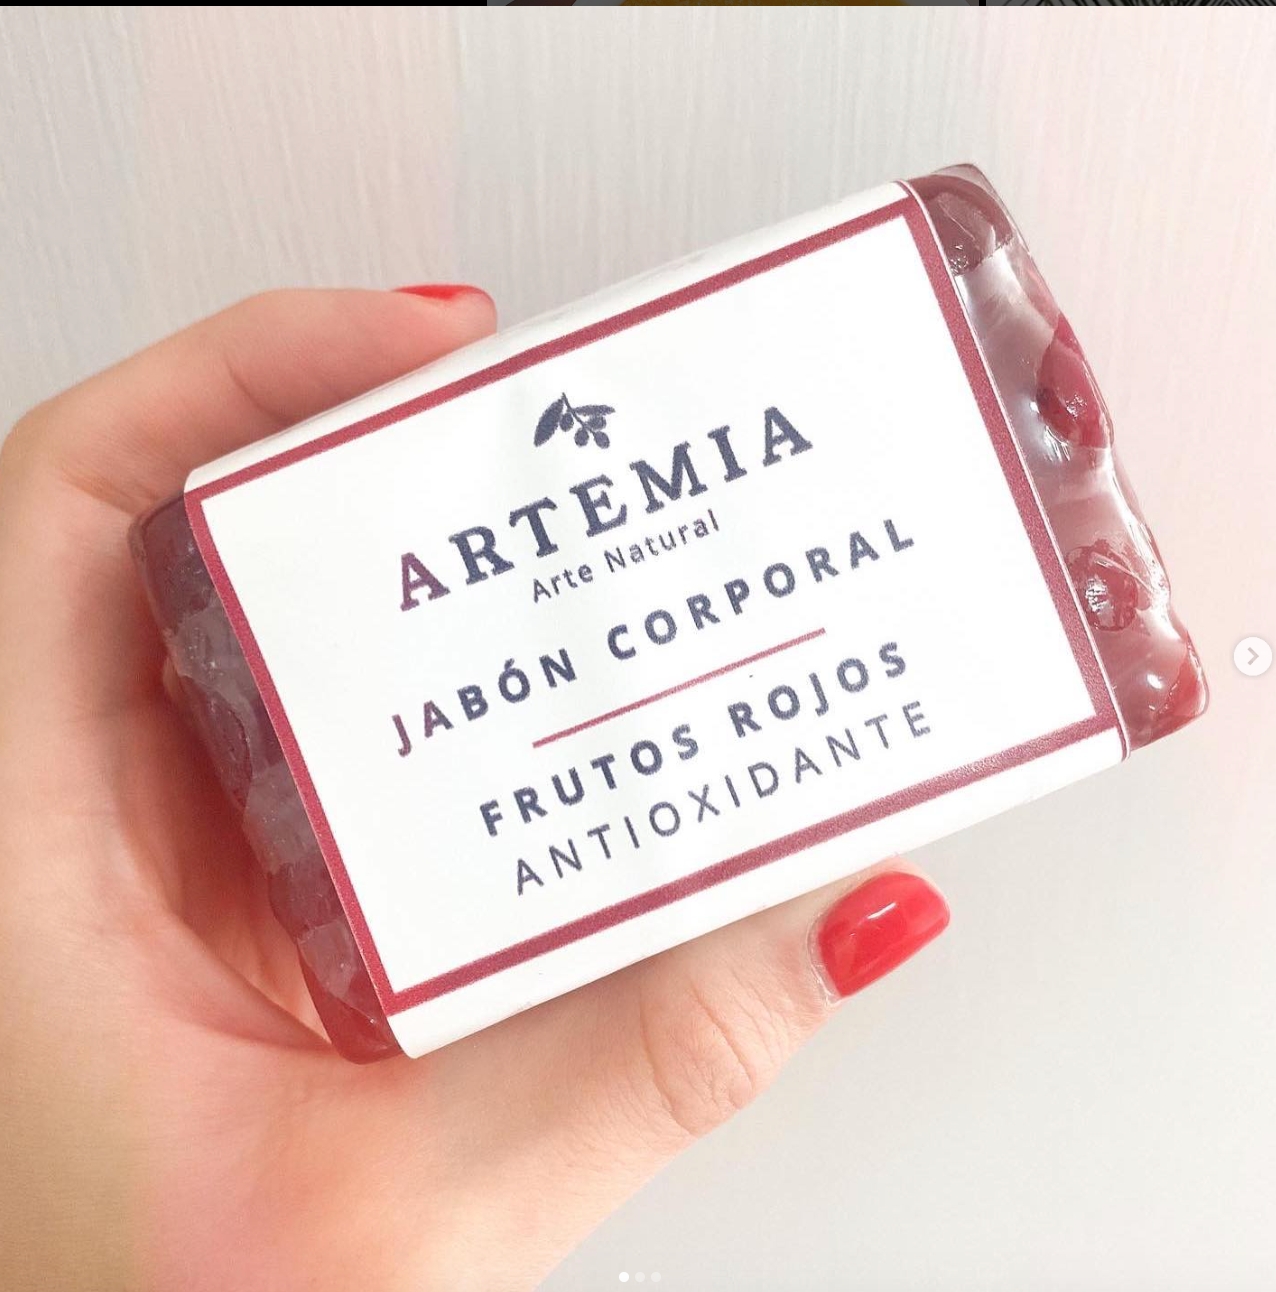 ARTEMIA
Arte Natural
JABÓN CORPORAL
FRUTOS ROJOS
ANTIOXIDANTE